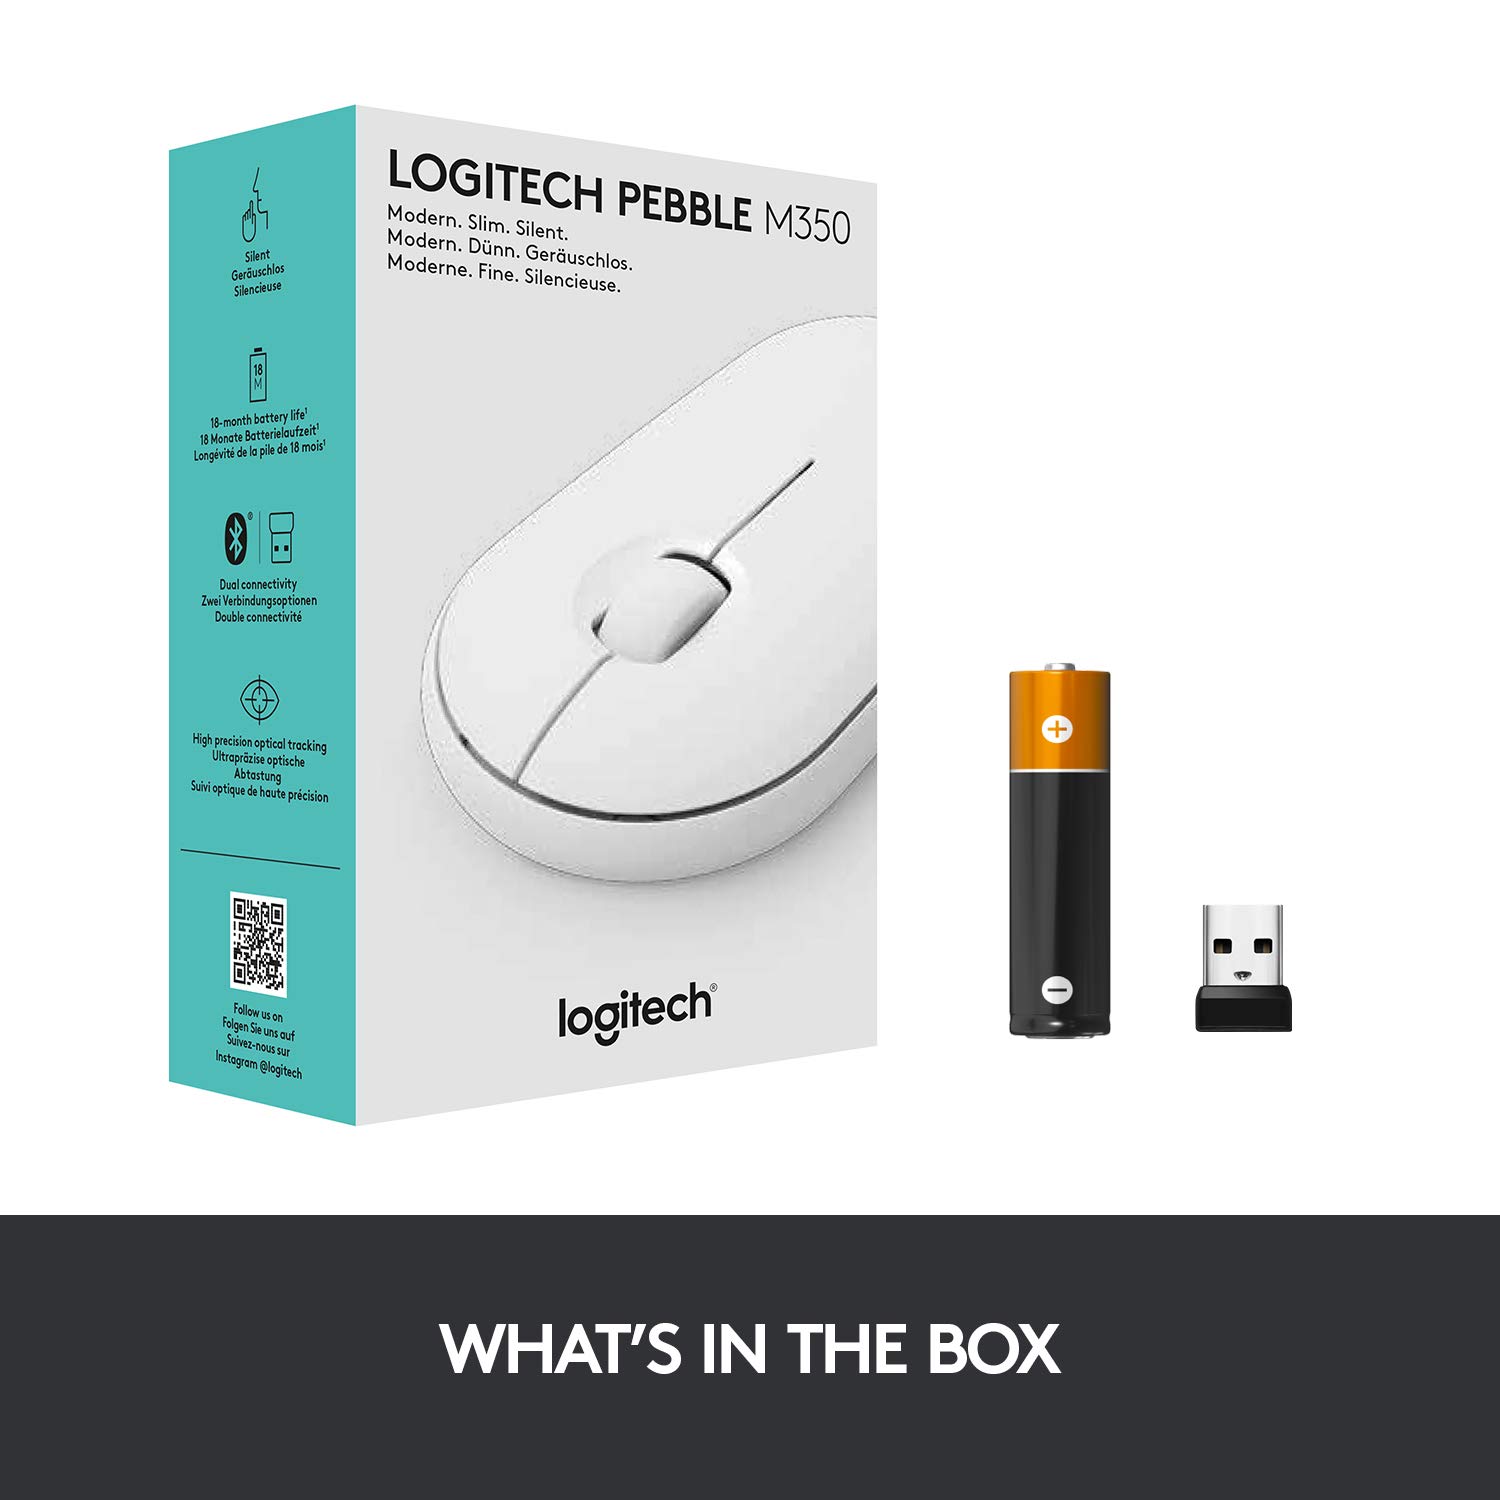 LOGITECH PEBBLE M350
Modern. Slim. Silent.
Modern. Dünn. Geräuschlos.
Moderne. Fine. Silencieuse.
logitech®
Silent
Geräuschlos
Silencieuse
18
M
18-month battery life¹
18 Monate Batterielaufzeit¹
Longévité de la pile de 18 mois¹
®
Dual connectivity
Zwei Verbindungsoptionen
Double connectivité
High precision optical tracking
Ultrapräzise optische
Abtastung
Suivi optique de haute précision
Follow us on
Folgen Sie uns auf
Suivez-nous sur
Instagram @logitech
+
−
WHAT'S IN THE BOX